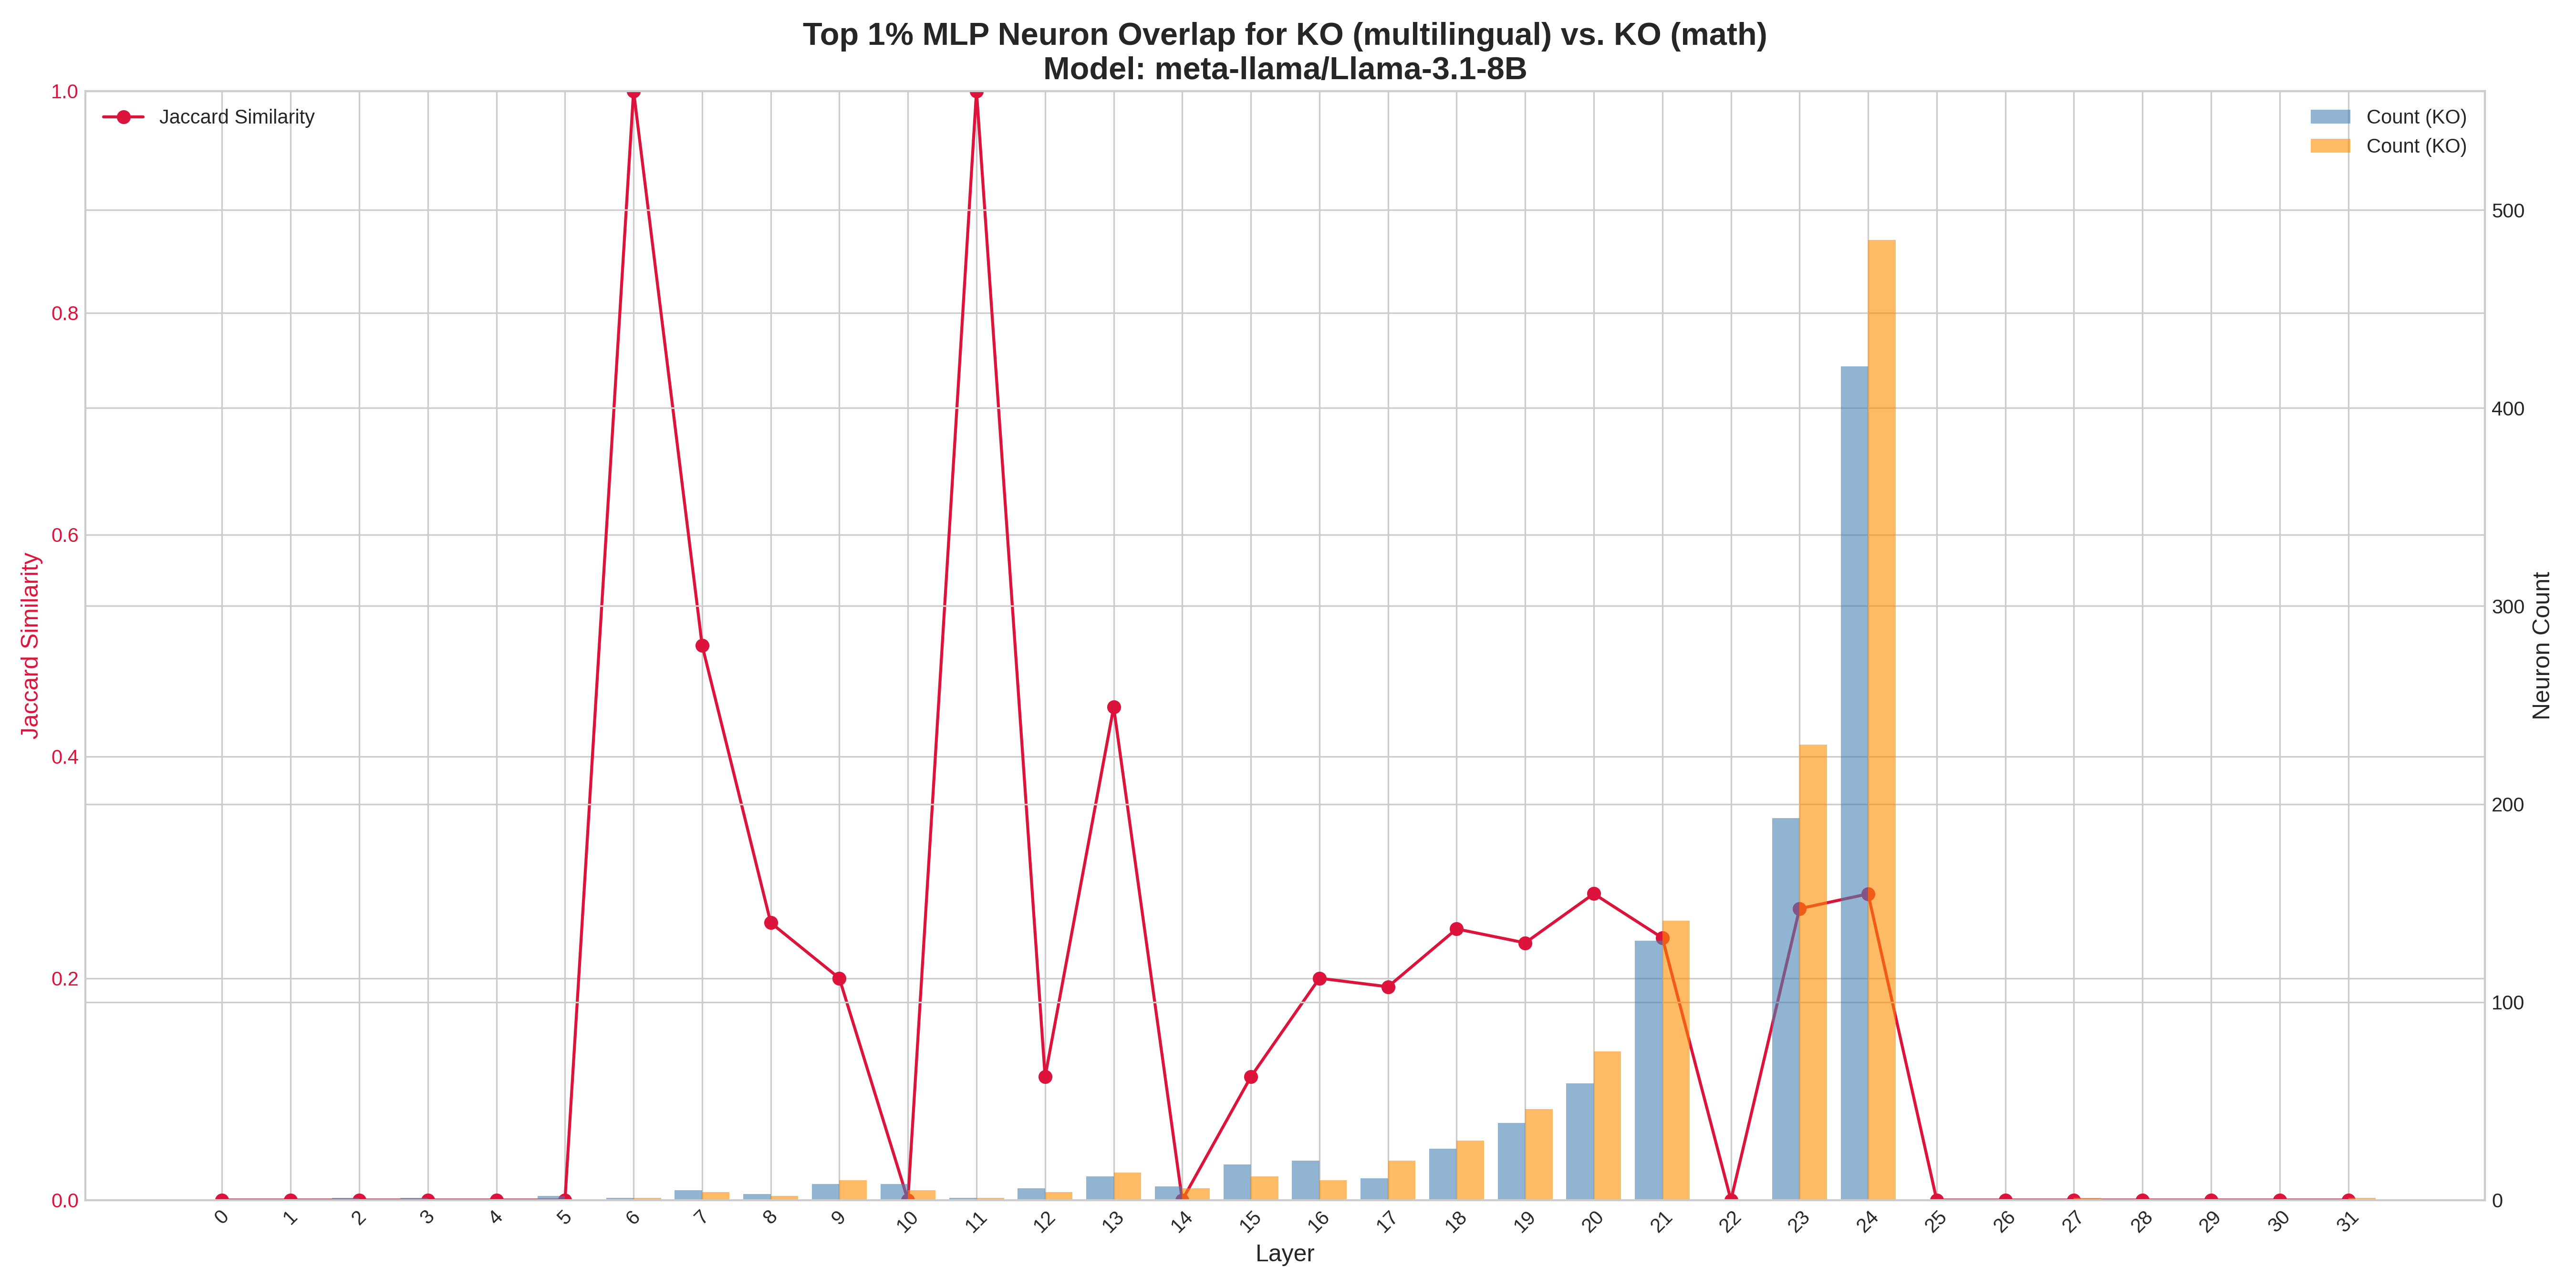 Top 1% MLP Neuron Overlap for KO (multilingual) vs. KO (math)
Model: meta-llama/Llama-3.1-8B
Jaccard Similarity
Count (KO)
Count (KO)
1.0
0.8
0.6
0.4
0.2
0.0
Jaccard Similarity
500
400
300
200
100
0
Neuron Count
0 1 2 3 4 5 6 7 8 9 10 11 12 13 14 15 16 17 18 19 20 21 22 23 24 25 26 27 28 29 30 31
Layer